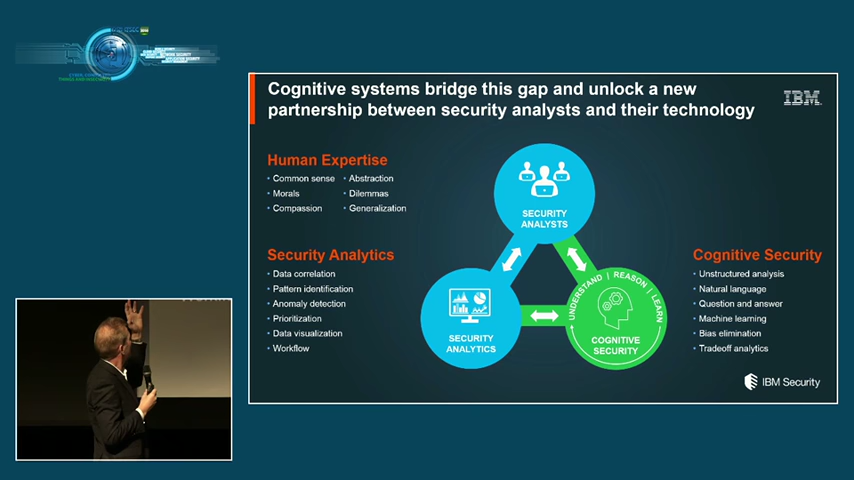 Cognitive systems bridge this gap and unlock a new
partnership between security analysts and their technology
IBM
Human Expertise
• Common sense
• Abstraction
• Morals
• Dilemmas
• Compassion
• Generalization
SECURITY
ANALYSTS
Security Analytics
• Data correlation
• Pattern identification
• Anomaly detection
• Prioritization
• Data visualization
• Workflow
SECURITY
ANALYTICS
UNDERSTAND | REASON | LEARN
COGNITIVE
SECURITY
Cognitive Security
• Unstructured analysis
• Natural language
• Question and answer
• Machine learning
• Bias elimination
• Tradeoff analytics
IBM Security